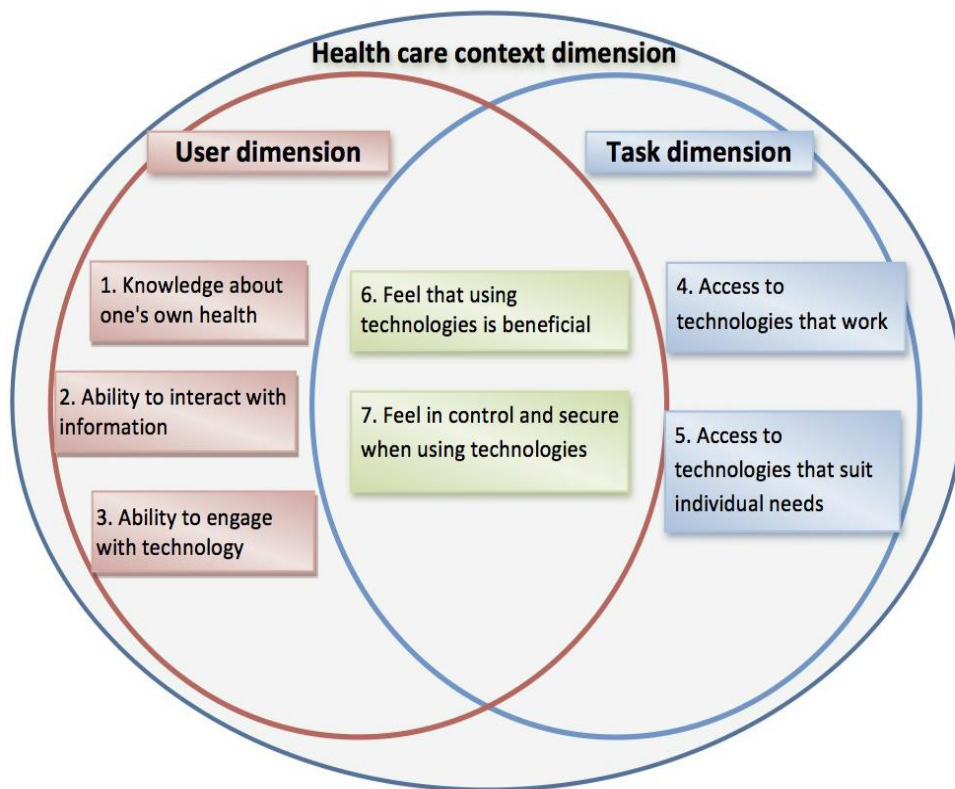 Health care context dimension
User dimension
Task dimension
1. Knowledge about
one's own health
2. Ability to interact with
information
3. Ability to engage
with technology
6. Feel that using
technologies is beneficial
7. Feel in control and secure
when using technologies
4. Access to
technologies that work
5. Access to
technologies that suit
individual needs